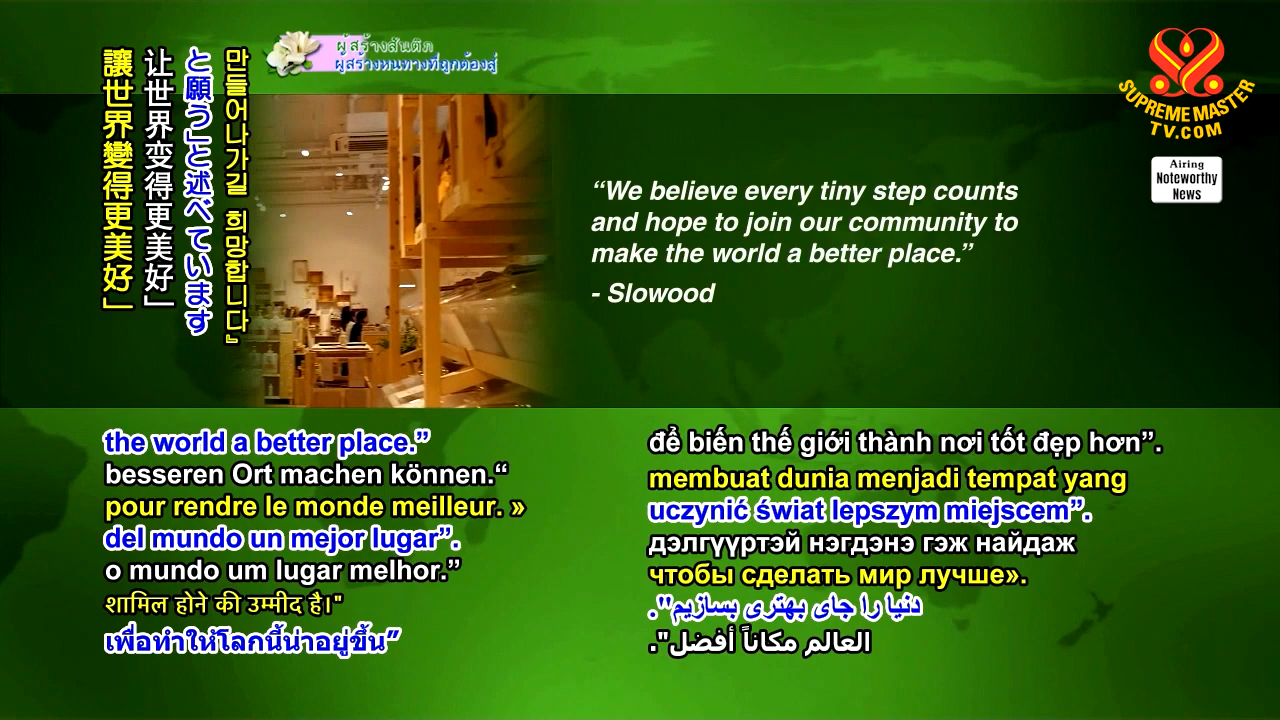 만들어나가길 희망합니다』
と願う」と述べています
让世界变得更美好」
讓世界變得更美好」
ผู้สร้างสันติภ
ผู้สร้างหนทางที่ถูกต้องสู่
SUPREME MASTER
TV.COM
Airing
Noteworthy
News
“We believe every tiny step counts
and hope to join our community to
make the world a better place.”
- Slowood
the world a better place.”
besseren Ort machen können.“
pour rendre le monde meilleur. »
del mundo un mejor lugar”.
o mundo um lugar melhor.”
शामिल होने की उम्मीद है।"
เพื่อทำให้โลกนี้น่าอยู่ขึ้น”
để biến thế giới thành nơi tốt đẹp hơn”.
membuat dunia menjadi tempat yang
uczynić świat lepszym miejscem”.
дэлгүүртэй нэгдэнэ гэж найдаж
чтобы сделать мир лучше».
دنیا را جای بهتری بسازیم".
العالم مكاناً أفضل".